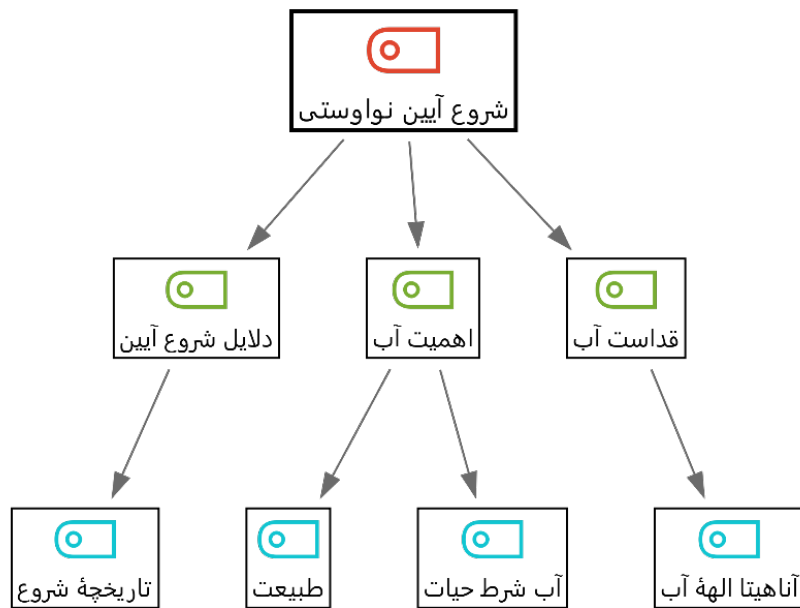 شروع آیین نواوستی
قداست آب
اهمیت آب
دلایل شروع آیین
آناهیتا الههٔ آب
آب شرط حیات
طبیعت
تاریخچهٔ شروع